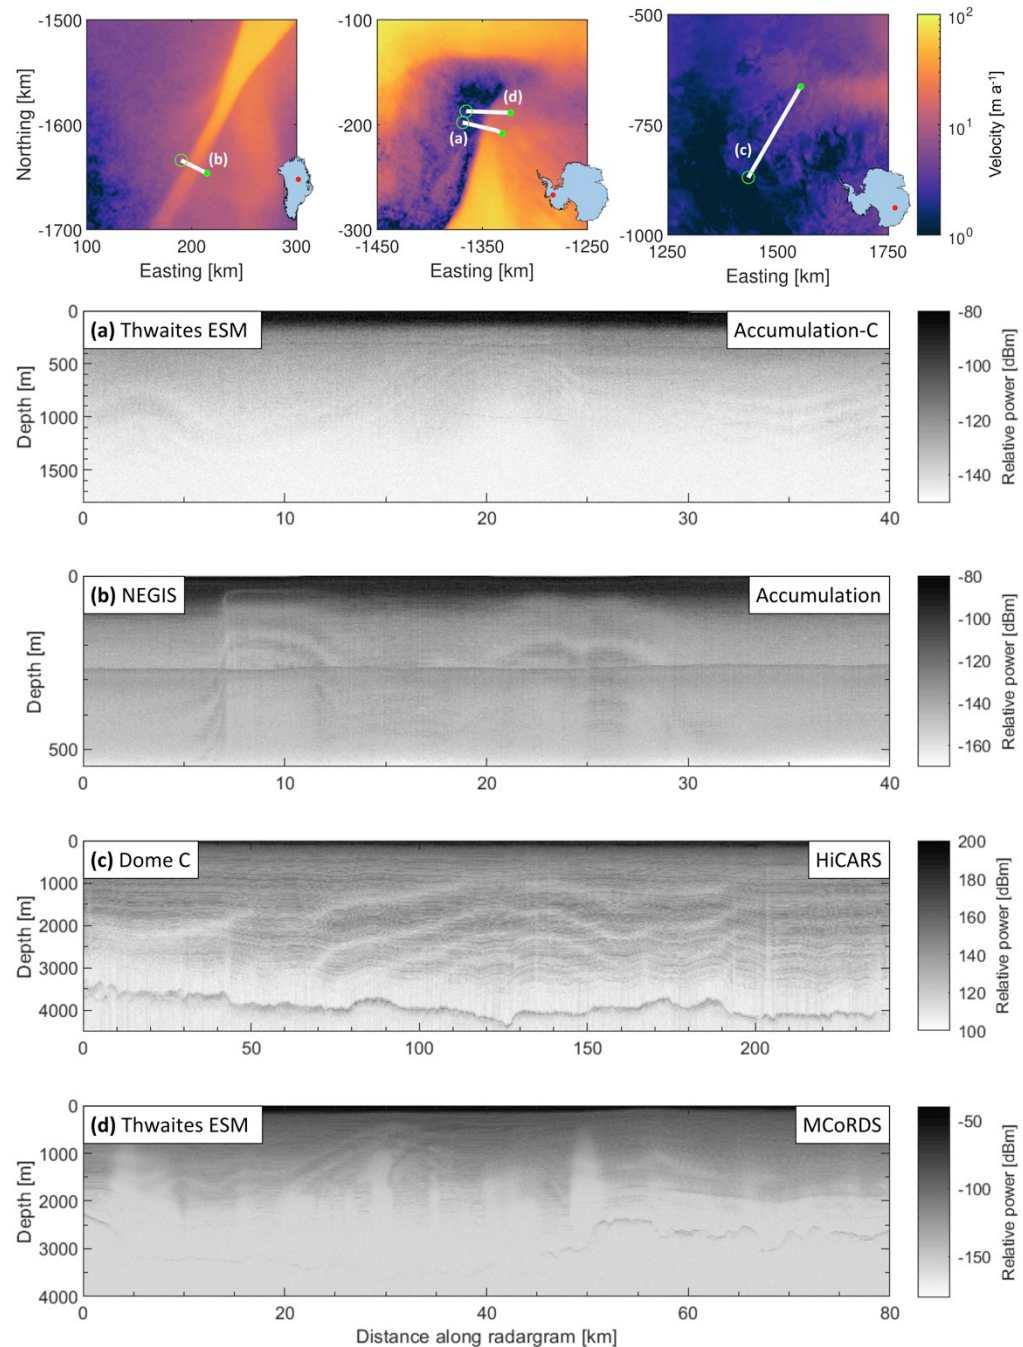 -1500
-1600
-1700
100
200
300
Northing [km]
Easting [km]
(b)
-100
-200
-300
-1450
-1350
-1250
Easting [km]
(d)
(a)
-500
-750
-1000
1250
1500
1750
Easting [km]
(c)
10²
10¹
10⁰
Velocity [m a⁻¹]
(a) Thwaites ESM
Accumulation-C
0
500
1000
1500
Depth [m]
0 10 20 30 40
-80
-100
-120
-140
Relative power [dBm]
(b) NEGIS
Accumulation
0
500
Depth [m]
0 10 20 30 40
-80
-100
-120
-140
-160
Relative power [dBm]
(c) Dome C
HiCARS
0
1000
2000
3000
4000
Depth [m]
0 50 100 150 200
200
180
160
140
120
100
Relative power [dBm]
(d) Thwaites ESM
MCoRDS
0
1000
2000
3000
4000
Depth [m]
0 20 40 60 80
Distance along radargram [km]
-50
-100
-150
Relative power [dBm]